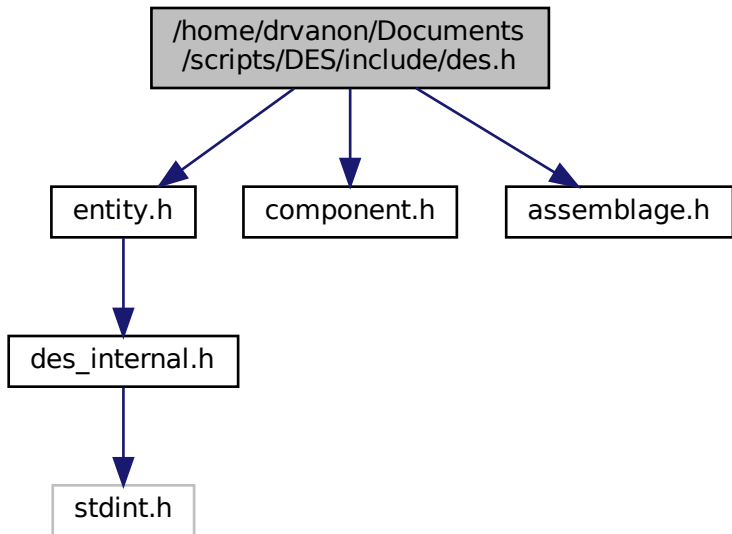 /home/drvanon/Documents
/scripts/DES/include/des.h
entity.h
component.h
assemblage.h
des_internal.h
stdint.h